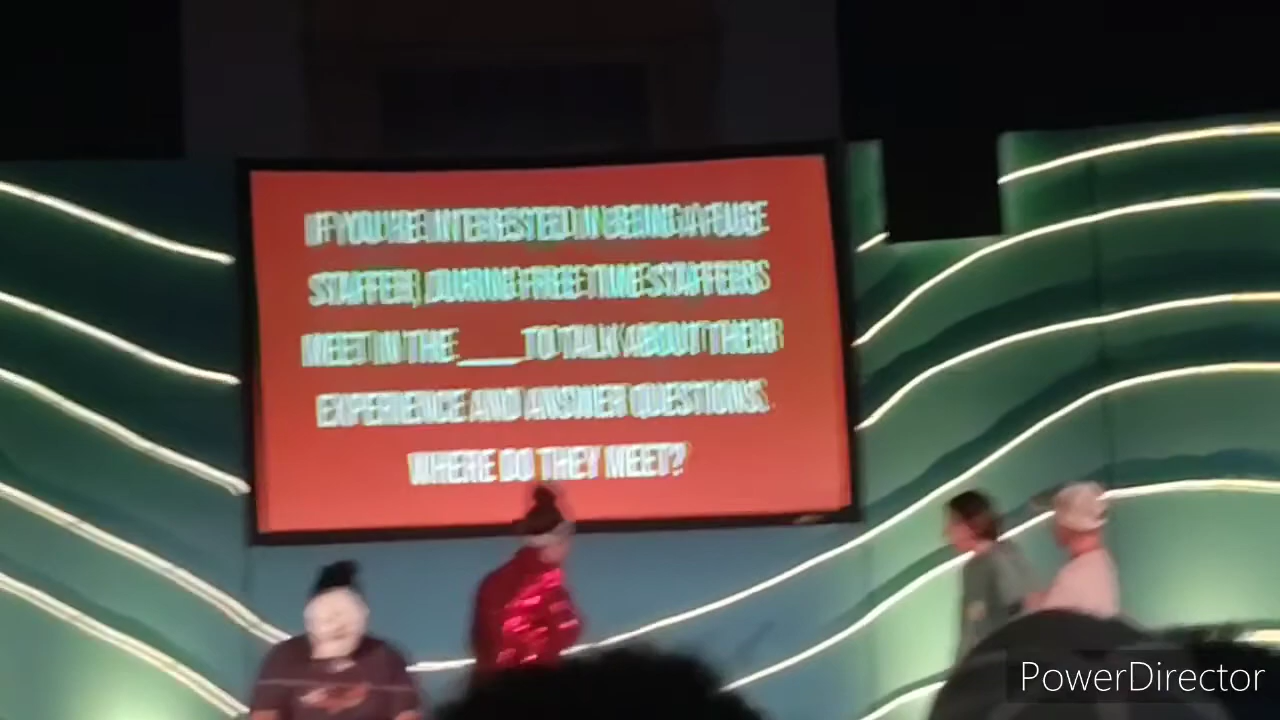 IF YOU'RE INTERESTED IN BEING A FUGE
STAFFER, DURING FREE TIME STAFFERS
MEET IN THE ____ TO TALK ABOUT THEIR
EXPERIENCE AND ANSWER QUESTIONS.
WHERE DO THEY MEET?
PowerDirector